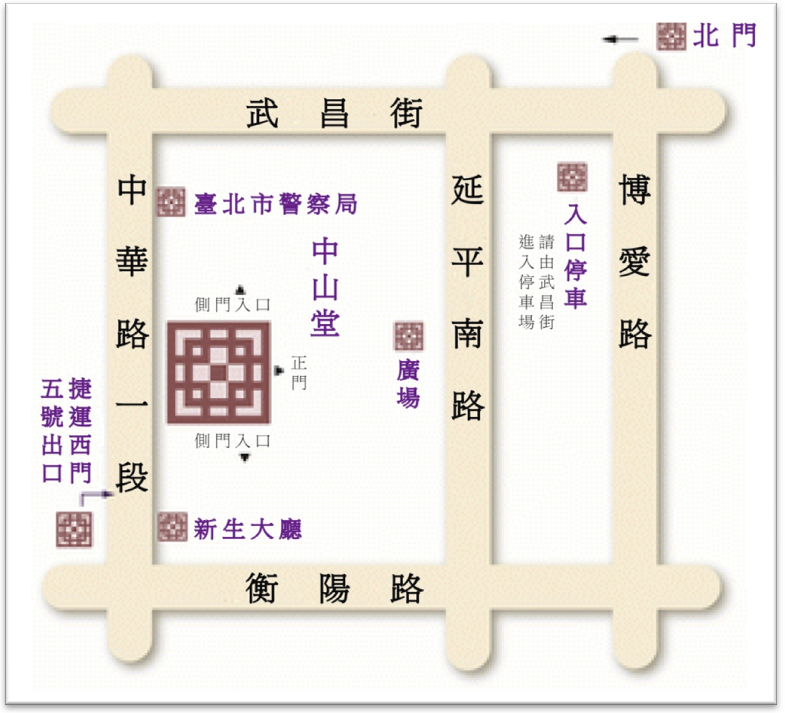 北門
武昌街
中華路一段
延平南路
博愛路
臺北市警察局
入口停車
請由武昌街
進入停車場
中山堂
側門入口
正門
廣場
側門入口
捷運西門
五號出口
新生大廳
衡陽路